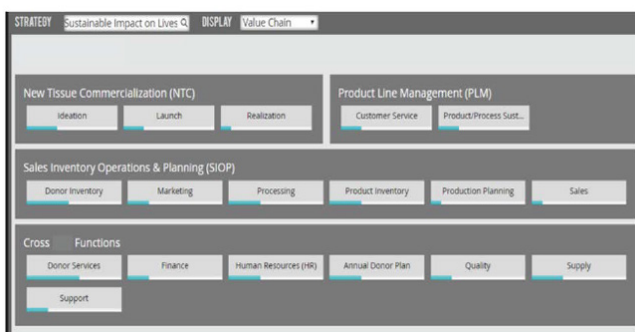 STRATEGY Sustainable Impact on Lives DISPLAY Value Chain
New Tissue Commercialization (NTC)
Ideation Launch Realization
Product Line Management (PLM)
Customer Service Product/Process Sust...
Sales Inventory Operations & Planning (SIOP)
Donor Inventory Marketing Processing Product Inventory Production Planning Sales
Cross Functions
Donor Services Finance Human Resources (HR) Annual Donor Plan Quality Supply
Support